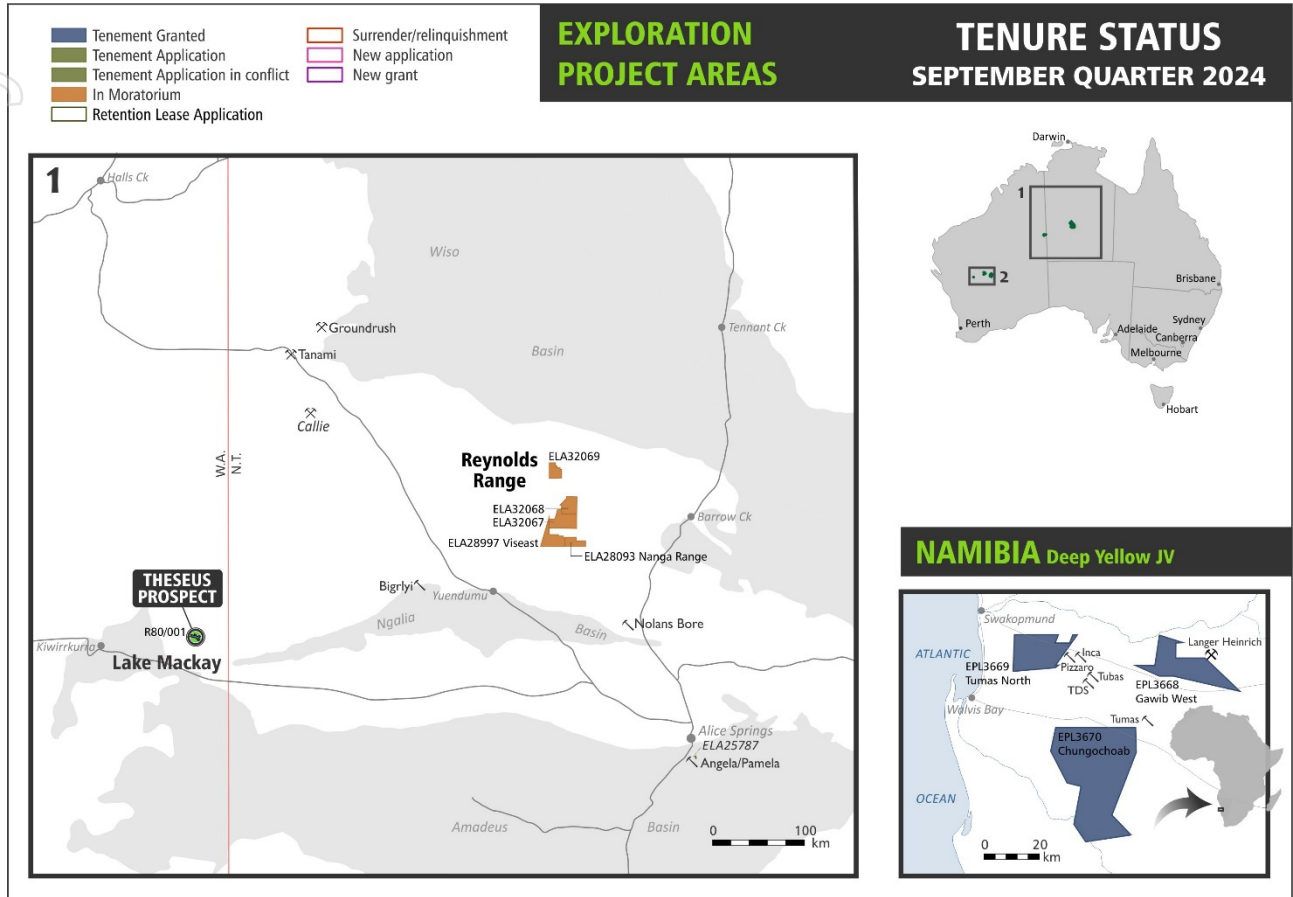 Tenement Granted
Tenement Application
Tenement Application in conflict
In Moratorium
Retention Lease Application
Surrender/relinquishment
New application
New grant
EXPLORATION
PROJECT AREAS
TENURE STATUS
SEPTEMBER QUARTER 2024
1
Halls Ck
Wiso
Groundrush
Tanami
Basin
Tennant Ck
Callie
W.A.
N.T.
Reynolds
Range
ELA32069
ELA32068
ELA32067
ELA28997 Viseast
ELA28093 Nanga Range
Barrow Ck
Bigrlyi
Yuendumu
Ngalia
Basin
Nolans Bore
THESEUS
PROSPECT
R80/001
Kiwirrkurra
Lake Mackay
Alice Springs
ELA25787
Angela/Pamela
Amadeus
Basin
0 100
km
Darwin
1
2
Brisbane
Perth
Adelaide
Sydney
Canberra
Melbourne
Hobart
NAMIBIA Deep Yellow JV
Swakopmund
ATLANTIC
EPL3669
Tumas North
Inca
Pizzaro
Tubas
TDS
Langer Heinrich
EPL3668
Gawib West
Walvis Bay
Tumas
EPL3670
Chungochoab
OCEAN
0 20
km